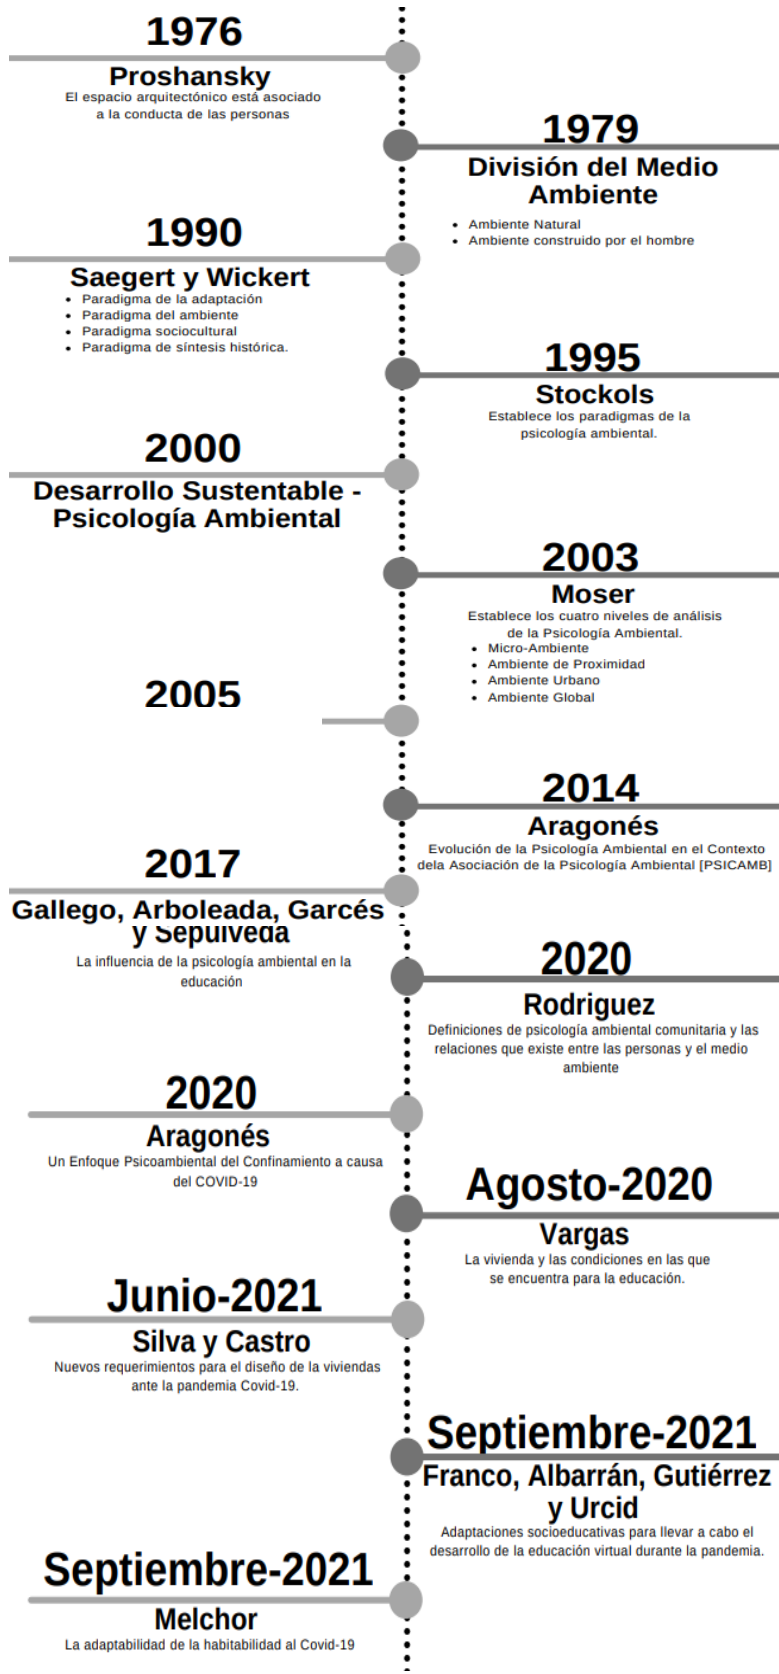 1976
Proshansky
El espacio arquitectónico está asociado
a la conducta de las personas
1979
División del Medio
Ambiente
• Ambiente Natural
• Ambiente construido por el hombre
1990
Saegert y Wickert
• Paradigma de la adaptación
• Paradigma del ambiente
• Paradigma sociocultural
• Paradigma de síntesis histórica.
1995
Stockols
Establece los paradigmas de la
psicología ambiental.
2000
Desarrollo Sustentable -
Psicología Ambiental
2003
Moser
Establece los cuatro niveles de análisis
de la Psicología Ambiental.
• Micro-Ambiente
• Ambiente de Proximidad
• Ambiente Urbano
• Ambiente Global
2005
2014
Aragonés
Evolución de la Psicología Ambiental en el Contexto
dela Asociación de la Psicología Ambiental [PSICAMB]
2017
Gallego, Arboleada, Garcés
y Sepúlveda
La influencia de la psicología ambiental en la
educación
2020
Rodriguez
Definiciones de psicología ambiental comunitaria y las
relaciones que existe entre las personas y el medio
ambiente
2020
Aragonés
Un Enfoque Psicoambiental del Confinamiento a causa
del COVID-19
Agosto-2020
Vargas
La vivienda y las condiciones en las que
se encuentra para la educación.
Junio-2021
Silva y Castro
Nuevos requerimientos para el diseño de la viviendas
ante la pandemia Covid-19.
Septiembre-2021
Franco, Albarrán, Gutiérrez
y Urcid
Adaptaciones socioeducativas para llevar a cabo el
desarrollo de la educación virtual durante la pandemia.
Septiembre-2021
Melchor
La adaptabilidad de la habitabilidad al Covid-19